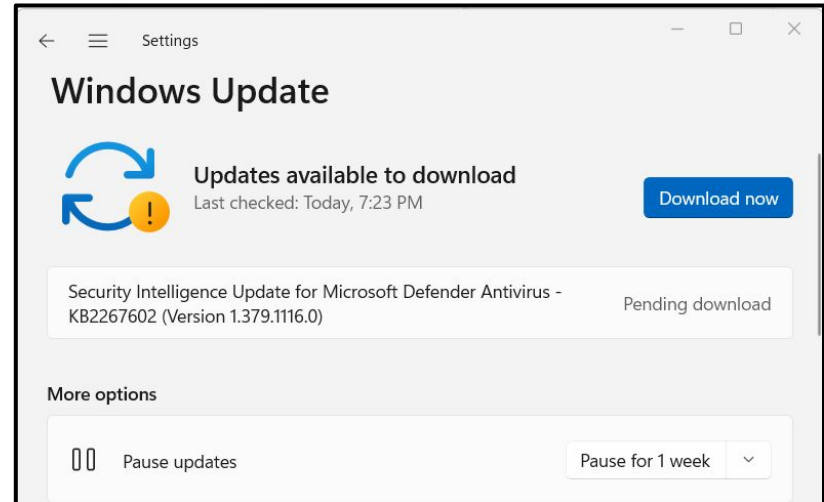 Settings
Windows Update
Updates available to download
Last checked: Today, 7:23 PM
Download now
Security Intelligence Update for Microsoft Defender Antivirus -
KB2267602 (Version 1.379.1116.0)
Pending download
More options
Pause updates
Pause for 1 week